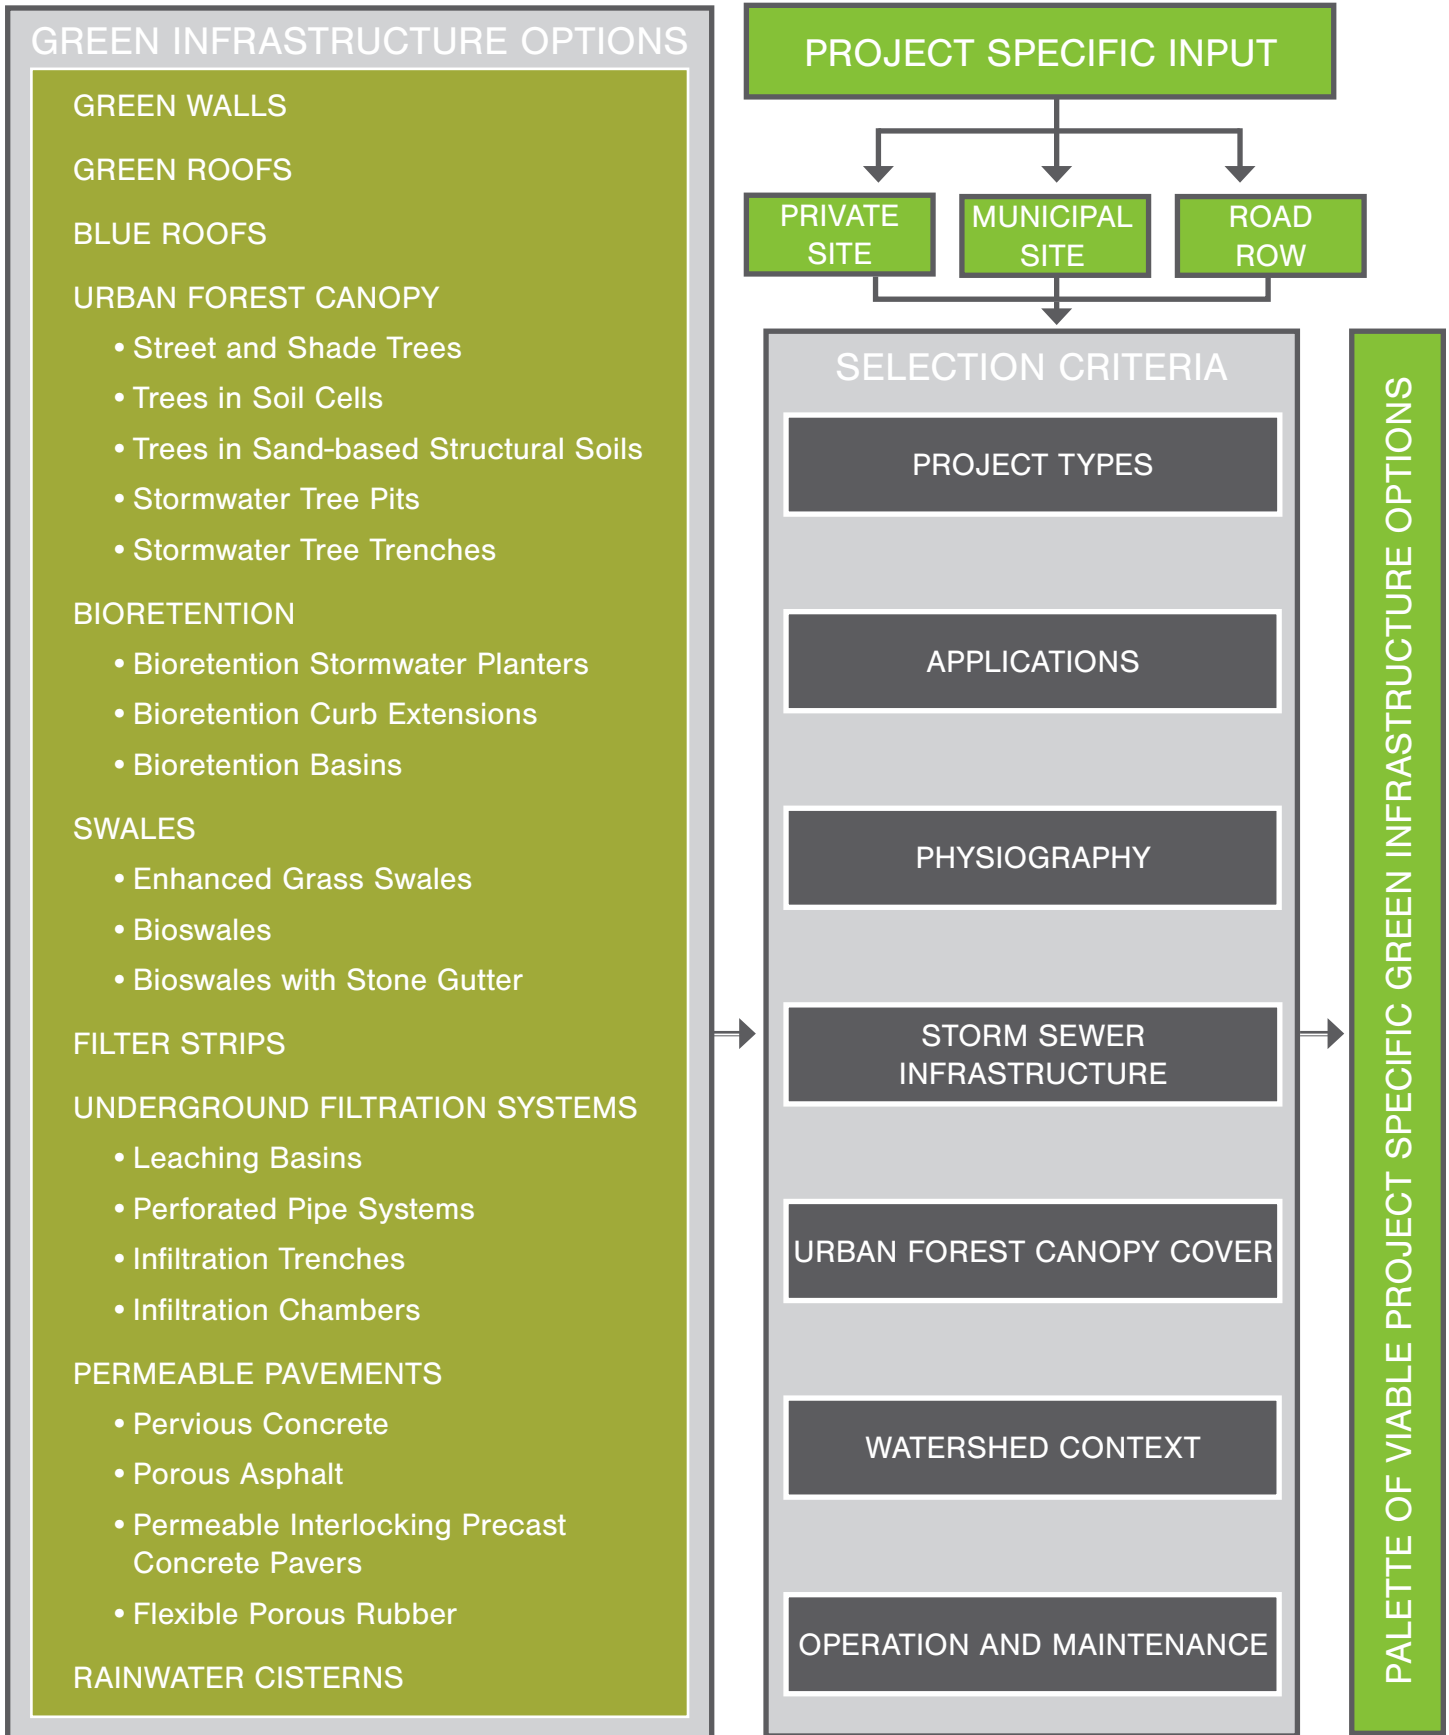 GREEN INFRASTRUCTURE OPTIONS
GREEN WALLS
GREEN ROOFS
BLUE ROOFS
URBAN FOREST CANOPY
• Street and Shade Trees
• Trees in Soil Cells
• Trees in Sand-based Structural Soils
• Stormwater Tree Pits
• Stormwater Tree Trenches
BIORETENTION
• Bioretention Stormwater Planters
• Bioretention Curb Extensions
• Bioretention Basins
SWALES
• Enhanced Grass Swales
• Bioswales
• Bioswales with Stone Gutter
FILTER STRIPS
UNDERGROUND FILTRATION SYSTEMS
• Leaching Basins
• Perforated Pipe Systems
• Infiltration Trenches
• Infiltration Chambers
PERMEABLE PAVEMENTS
• Pervious Concrete
• Porous Asphalt
• Permeable Interlocking Precast
Concrete Pavers
• Flexible Porous Rubber
RAINWATER CISTERNS
PROJECT SPECIFIC INPUT
PRIVATE
SITE
MUNICIPAL
SITE
ROAD
ROW
SELECTION CRITERIA
PROJECT TYPES
APPLICATIONS
PHYSIOGRAPHY
STORM SEWER
INFRASTRUCTURE
URBAN FOREST CANOPY COVER
WATERSHED CONTEXT
OPERATION AND MAINTENANCE
PALETTE OF VIABLE PROJECT SPECIFIC GREEN INFRASTRUCTURE OPTIONS